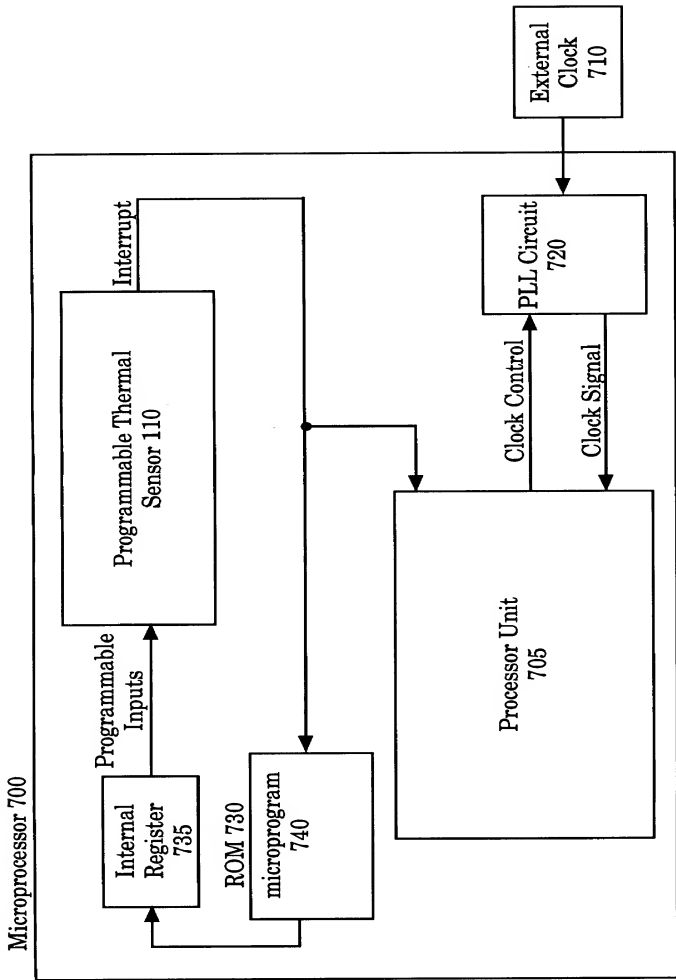 Microprocessor 700
Internal
Register
735
Programmable
Inputs
Programmable Thermal
Sensor 110
Interrupt
ROM 730
microprogram
740
Processor Unit
705
Clock Control
Clock Signal
PLL Circuit
720
External
Clock
710